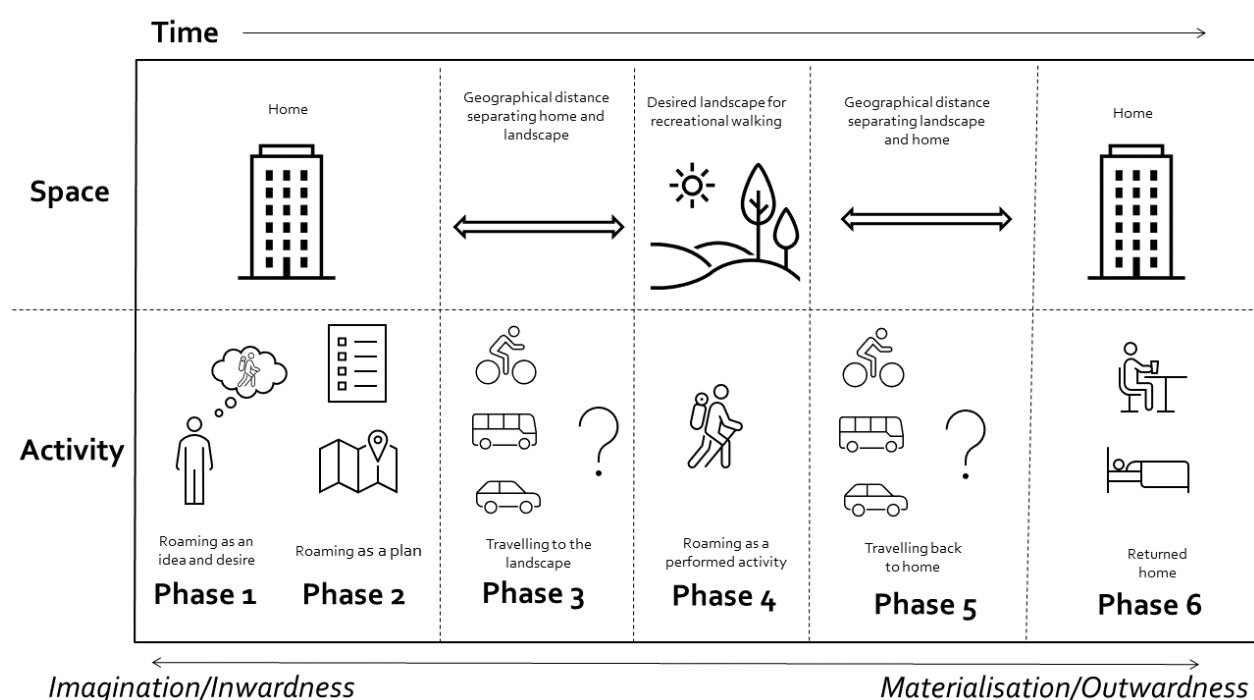 Time
Space
Home
Geographical distance
separating home and
landscape
Desired landscape for
recreational walking
Geographical distance
separating landscape
and home
Home
Activity
Roaming as an
idea and desire
Phase 1
Roaming as a plan
Phase 2
Travelling to the
landscape
Phase 3
Roaming as a
performed activity
Phase 4
Travelling back
to home
Phase 5
Returned
home
Phase 6
?
?
Imagination/Inwardness
Materialisation/Outwardness